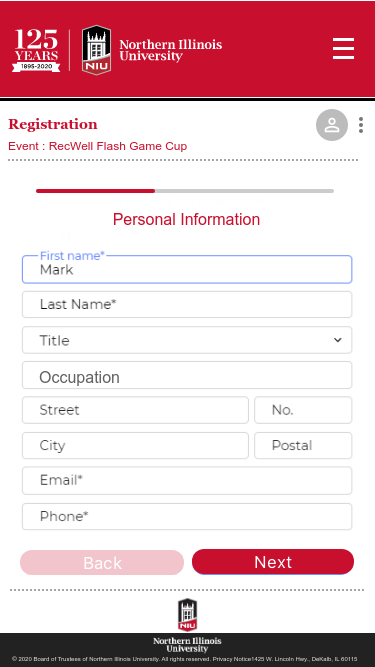 125
YEARS
1895-2020
NIU
Northern Illinois
University
Registration
Event : RecWell Flash Game Cup
Personal Information
First name*
Mark
Last Name*
Title
Occupation
Street
No.
City
Postal
Email*
Phone*
Back
Next
NIU
Northern Illinois
University
© 2020 Board of Trustees of Northern Illinois University. All rights reserved. Privacy Notice1425 W. Lincoln Hwy., DeKalb, IL 60115